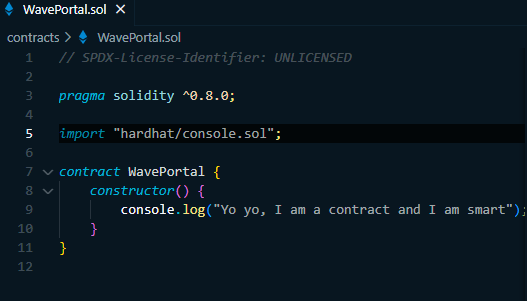 WavePortal.sol ×
contracts > WavePortal.sol
1 // SPDX-License-Identifier: UNLICENSED
2
3 pragma solidity ^0.8.0;
4
5 import "hardhat/console.sol";
6
7 contract WavePortal {
8 constructor() {
9 console.log("Yo yo, I am a contract and I am smart");
10 }
11 }
12